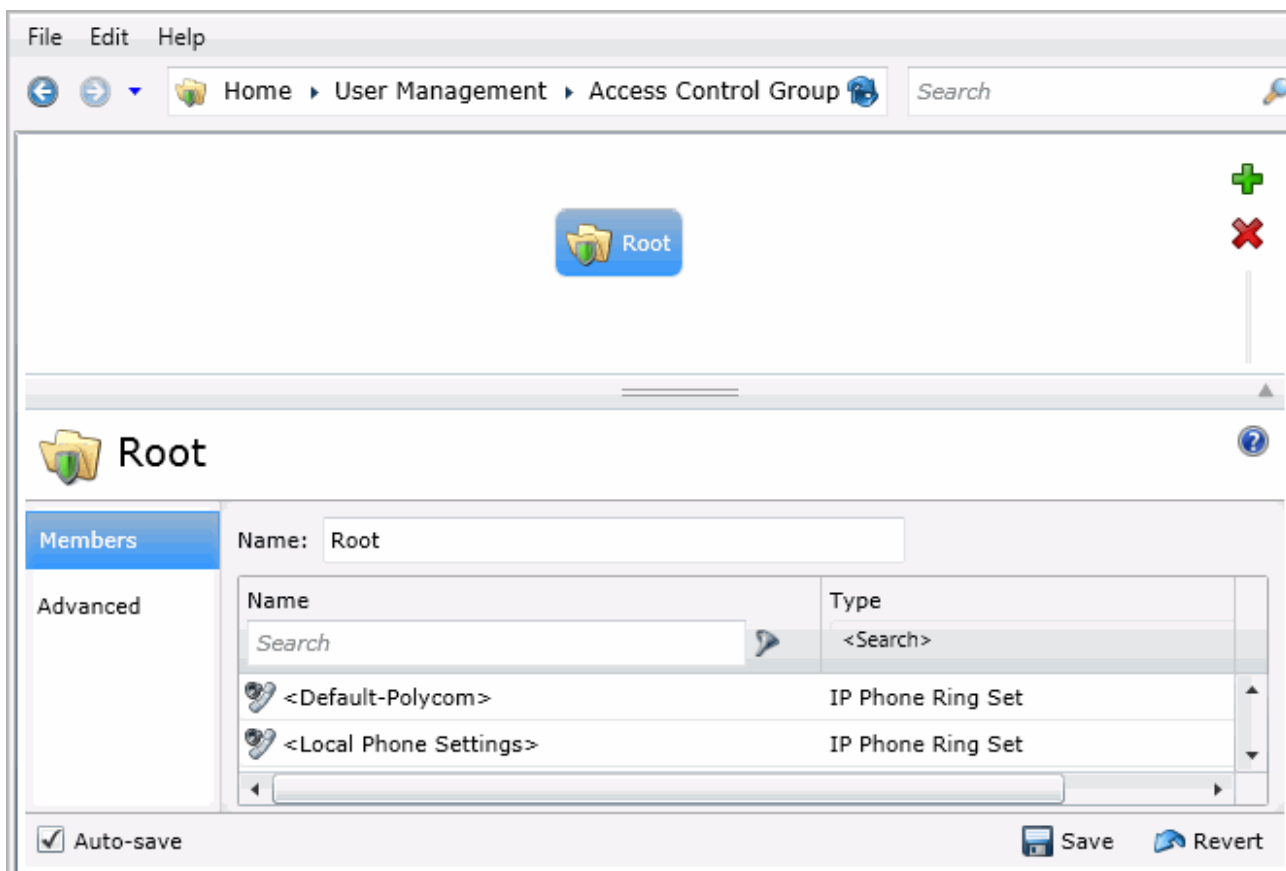 File Edit Help
Home User Management Access Control Group Search
Root
Root
Members
Name: Root
Advanced
Name Type
Search <Search>
<Default-Polycom> IP Phone Ring Set
<Local Phone Settings> IP Phone Ring Set
Auto-save Save Revert